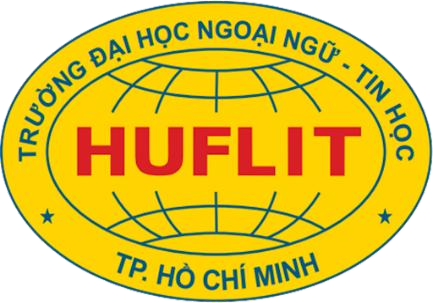 TRƯỜNG ĐẠI HỌC NGOẠI NGỮ - TIN HỌC
HUFLIT
TP. HỒ CHÍ MINH